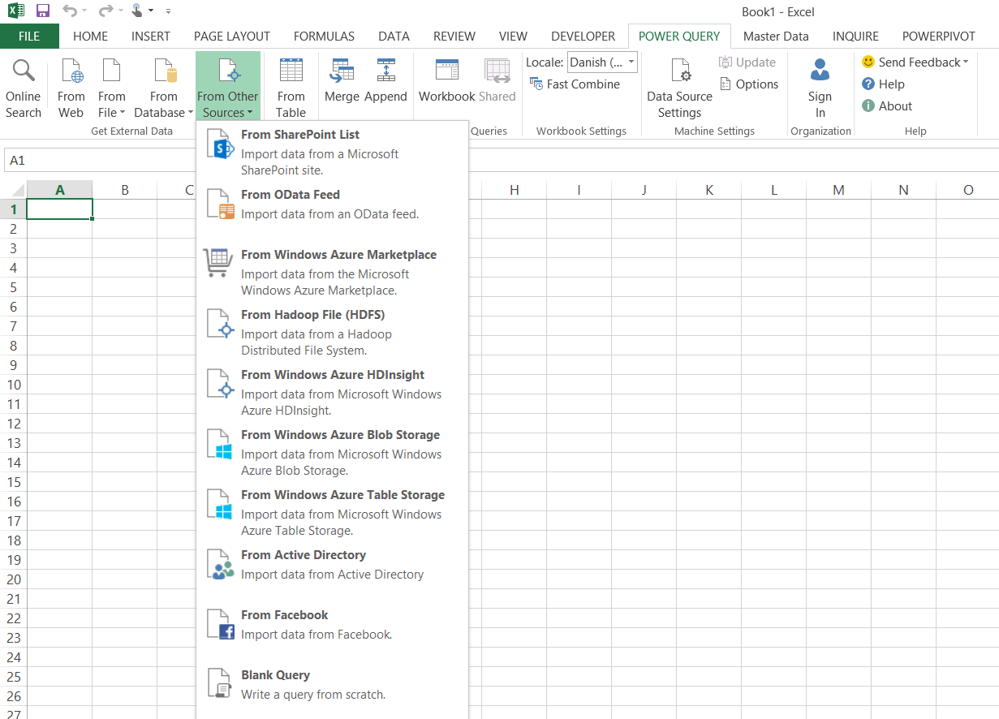 Book1 - Excel
FILE HOME INSERT PAGE LAYOUT FORMULAS DATA REVIEW VIEW DEVELOPER POWER QUERY Master Data INQUIRE POWERPIVOT
Online Search
From Web
From File
From Database
From Other Sources
From Table
Merge
Append
Workbook
Shared
Locale: Danish (...
Fast Combine
Data Source Settings
Update
Options
Sign In
Send Feedback
Help
About
Get External Data
Queries
Workbook Settings
Machine Settings
Organization
Help
A1
A B C H I J K L M N O
1
2
3
4
5
6
7
8
9
10
11
12
13
14
15
16
17
18
19
20
21
22
23
24
25
26
27
From SharePoint List
Import data from a Microsoft
SharePoint site.
From OData Feed
Import data from an OData feed.
From Windows Azure Marketplace
Import data from the Microsoft
Windows Azure Marketplace.
From Hadoop File (HDFS)
Import data from a Hadoop
Distributed File System.
From Windows Azure HDInsight
Import data from Microsoft Windows
Azure HDInsight.
From Windows Azure Blob Storage
Import data from Microsoft Windows
Azure Blob Storage.
From Windows Azure Table Storage
Import data from Microsoft Windows
Azure Table Storage.
From Active Directory
Import data from Active Directory
From Facebook
Import data from Facebook.
Blank Query
Write a query from scratch.